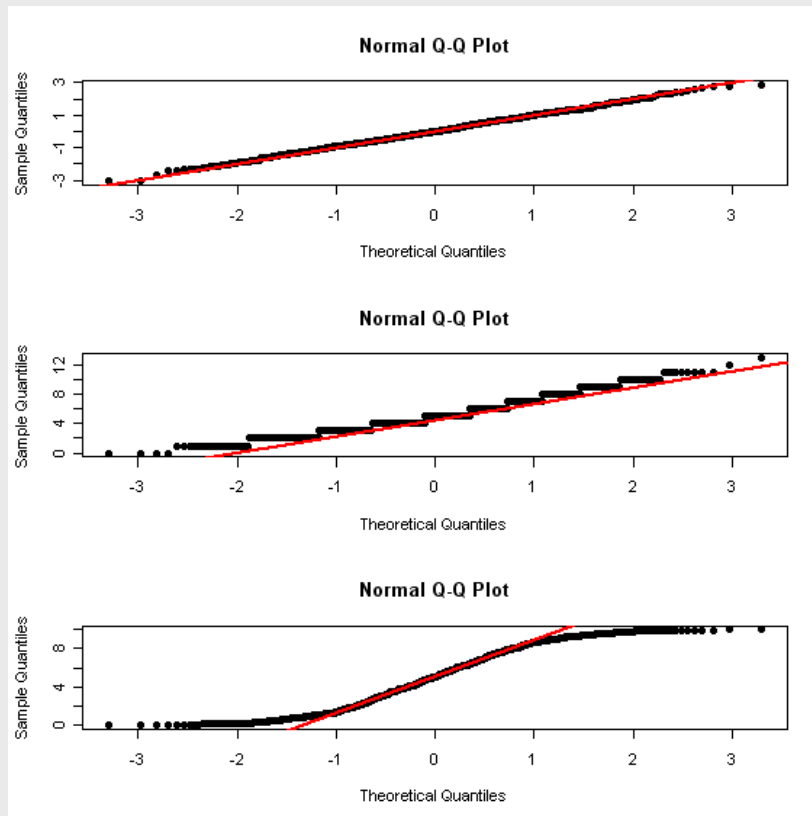 Normal Q-Q Plot
Sample Quantiles
3
-1
-3
-3 -2 -1 0 1 2 3
Theoretical Quantiles
Normal Q-Q Plot
Sample Quantiles
12
8
4
0
-3 -2 -1 0 1 2 3
Theoretical Quantiles
Normal Q-Q Plot
Sample Quantiles
8
4
0
-3 -2 -1 0 1 2 3
Theoretical Quantiles